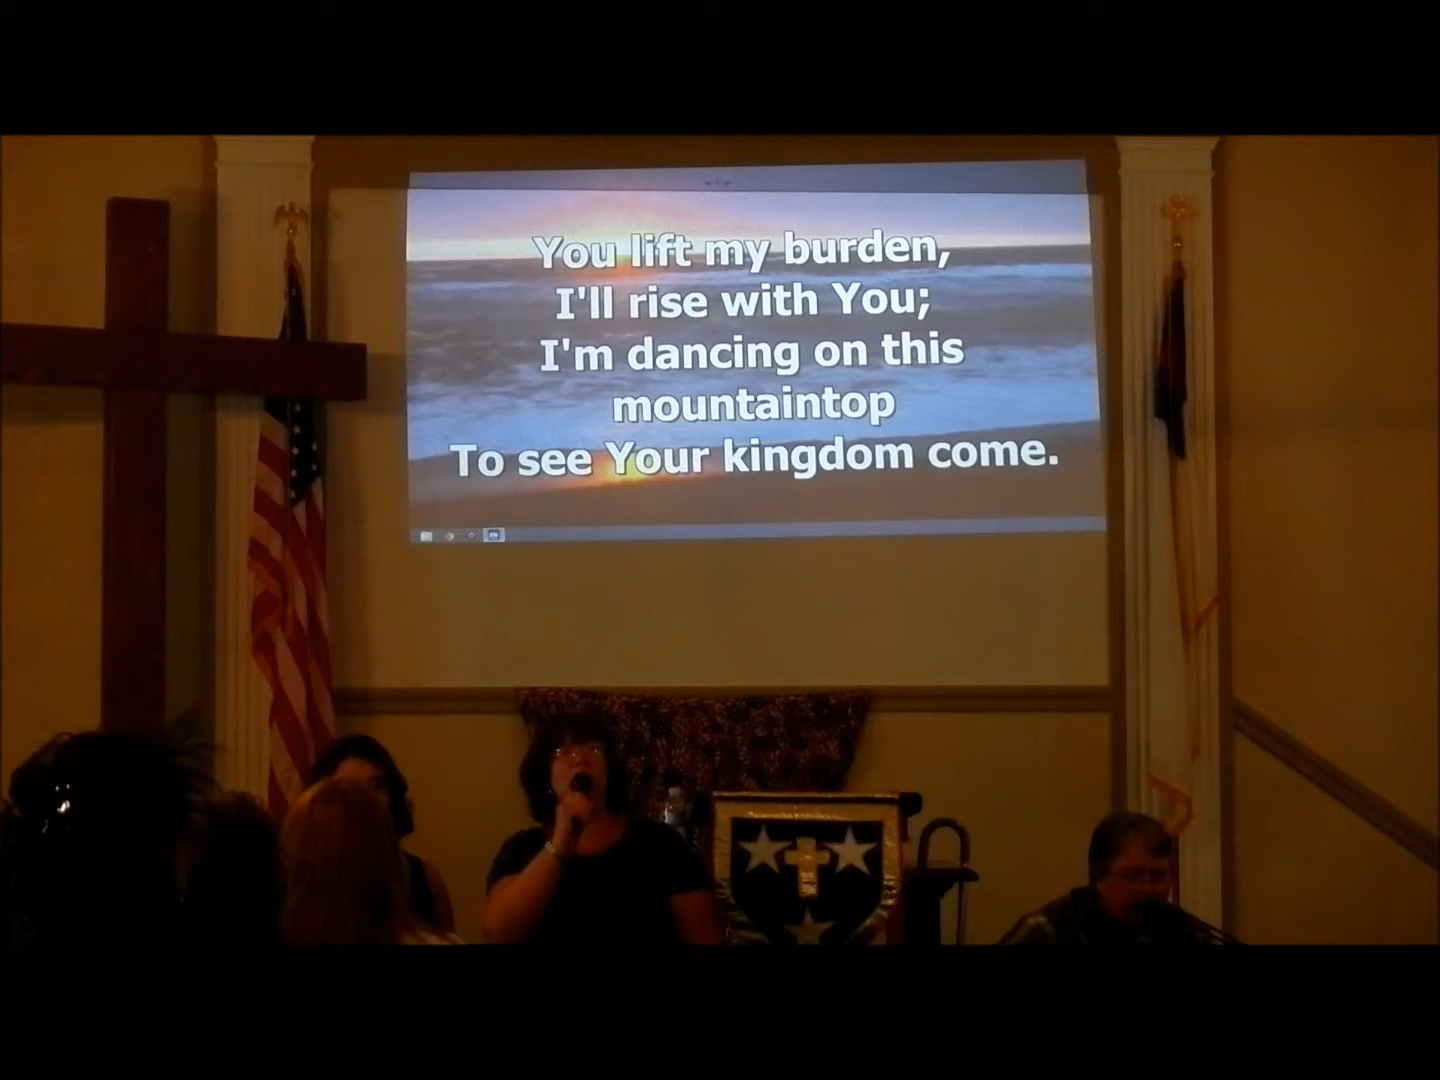 You lift my burden,
I'll rise with You;
I'm dancing on this
mountaintop
To see Your kingdom come.